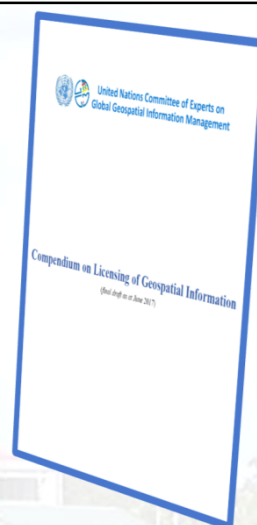 United Nations Committee of Experts on
Global Geospatial Information Management
Compendium on Licensing of Geospatial Information
(final draft as at June 2017)